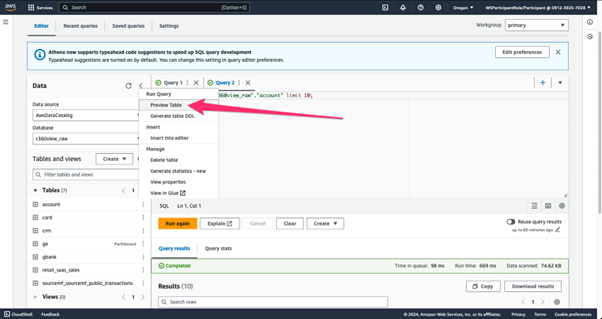 aws
Services
Search
[Option+S]
Oregon
WSParticipantRole/Participant @ 0912-3925-7028
Editor
Recent queries
Saved queries
Settings
Workgroup
primary
Athena now supports typeahead code suggestions to speed up SQL query development
Typeahead suggestions are turned on by default. You can change this setting in query editor preferences.
Edit preferences
Data
Data source
AwsDataCatalog
Database
c360view_raw
Tables and views
Create
Filter tables and views
Tables (7)
1
account
card
crm
ga
Partitioned
gbank
retail_saas_sales
sourcemf_sourcemf_public_transactions
Views (0)
1
Query 1
Query 2
360view_raw"."account" limit 10;
Run Query
Preview Table
Generate table DDL
Insert
Insert into editor
Manage
Delete table
Generate statistics - new
View properties
View in Glue
SQL
Ln 1, Col 1
Run again
Explain
Cancel
Clear
Create
Reuse query results
up to 60 minutes ago
Query results
Query stats
Completed
Time in queue: 98 ms
Run time: 669 ms
Data scanned: 74.62 KB
Results (10)
Copy
Download results
Search rows
1
CloudShell
Feedback
© 2024, Amazon Web Services, Inc. or its affiliates.
Privacy
Terms
Cookie preferences